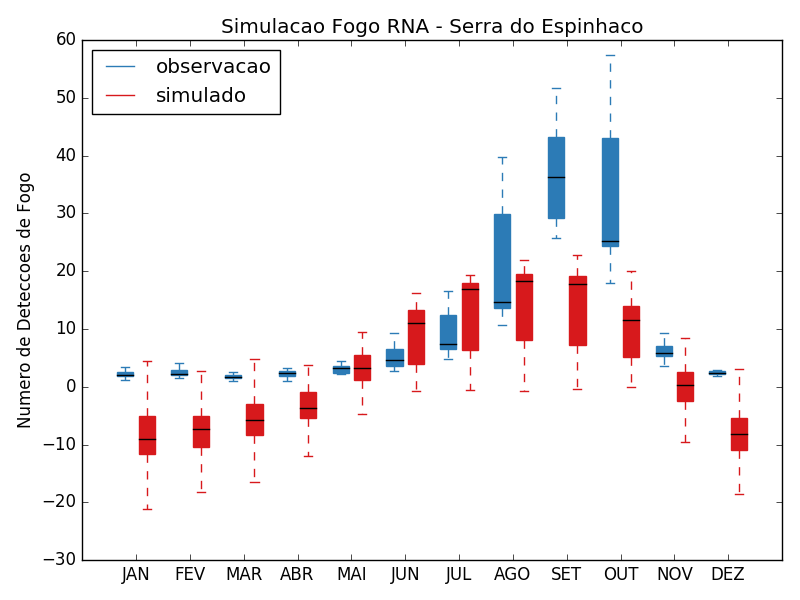 Simulacao Fogo RNA - Serra do Espinhaco
observacao
simulado
Numero de Deteccoes de Fogo
60
50
40
30
20
10
0
−10
−20
−30
JAN FEV MAR ABR MAI JUN JUL AGO SET OUT NOV DEZ